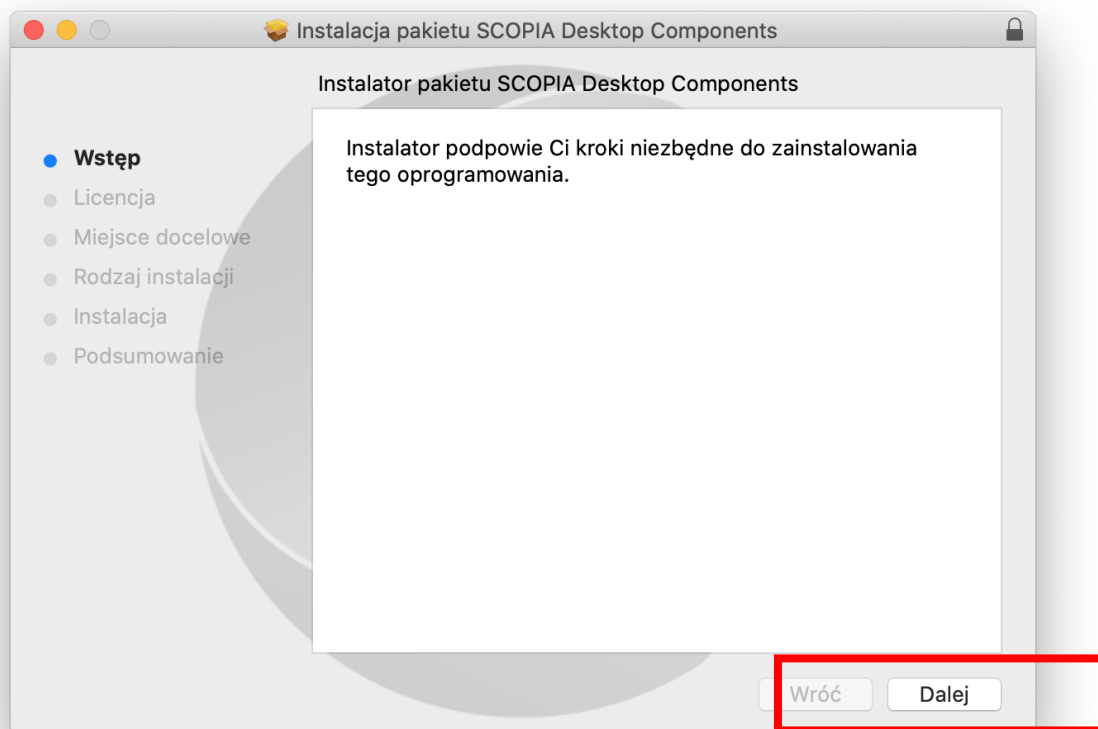 Instalacja pakietu SCOPIA Desktop Components
Instalator pakietu SCOPIA Desktop Components
Wstęp
Licencja
Miejsce docelowe
Rodzaj instalacji
Instalacja
Podsumowanie
Instalator podpowie Ci kroki niezbędne do zainstalowania
tego oprogramowania.
Wróć
Dalej